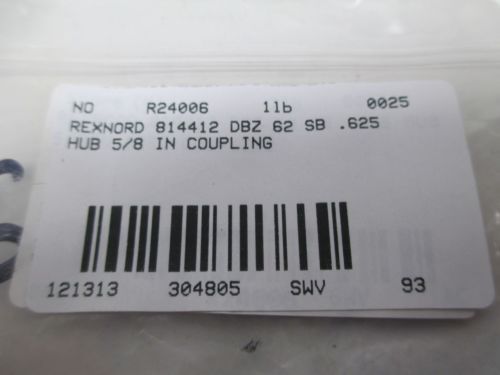 NO R24006 1lb 0025
REXNORD 814412 DBZ 62 SB .625
HUB 5/8 IN COUPLING
121313 304805 SWV 93